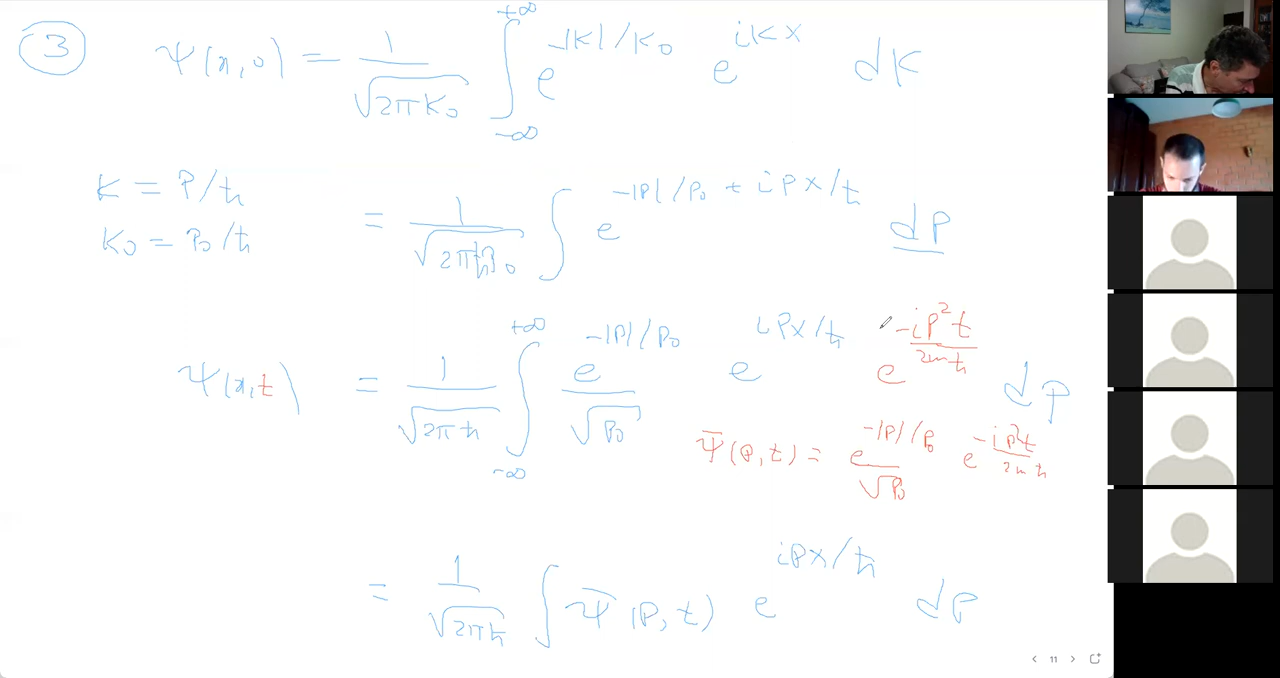 3 ψ(x,0) = 1/√(2πK₀) ∫_{-∞}^{+∞} e^{-|K|/K₀} e^{iKx} dK
K = P/ħ
K₀ = P₀/ħ
= 1/√(2πħP₀) ∫ e^{-|P|/P₀ + iPx/ħ} dP
ψ(x,t) = 1/√(2πħ) ∫_{-∞}^{+∞} e^{-|P|/P₀}/√P₀ e^{iPx/ħ} e^{-iP²t/2mħ} dP
ψ̄(P,t) = e^{-|P|/P₀}/√P₀ e^{-iP²t/2mħ}
= 1/√(2πħ) ∫ ψ̄(P,t) e^{iPx/ħ} dP
< 11 >